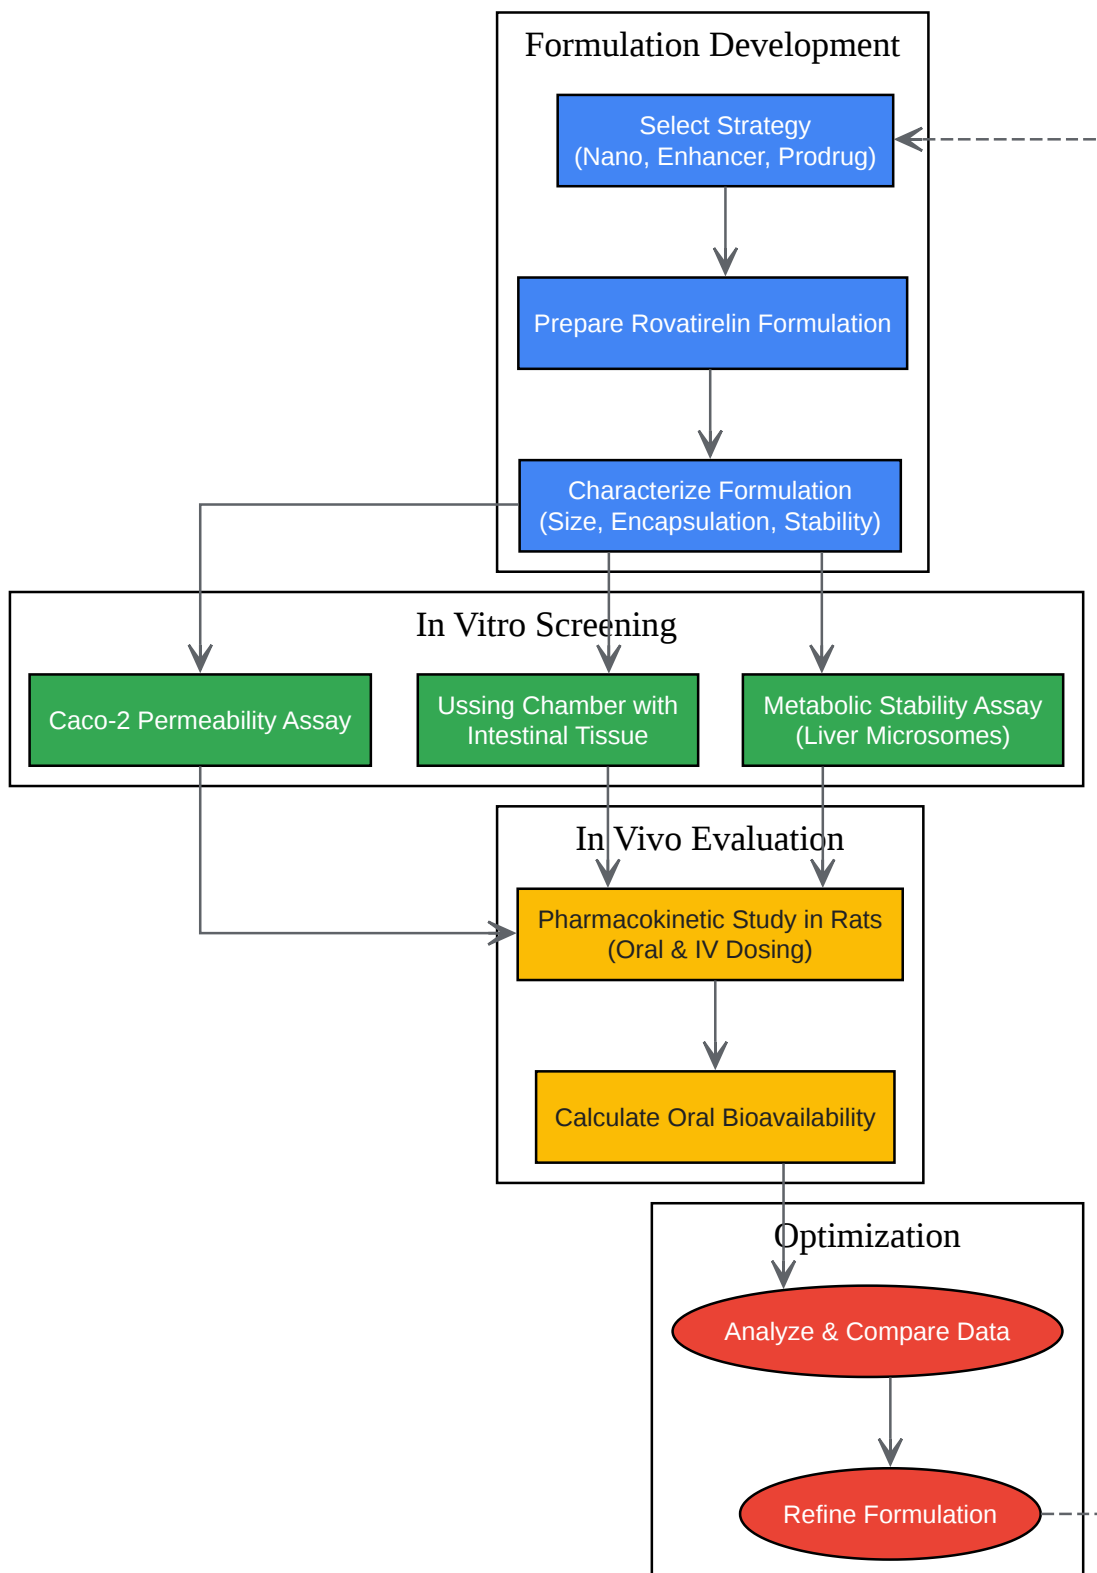 Formulation Development
Select Strategy
(Nano, Enhancer, Prodrug)
Prepare Rovatirelin Formulation
Characterize Formulation
(Size, Encapsulation, Stability)
In Vitro Screening
Caco-2 Permeability Assay
Ussing Chamber with
Intestinal Tissue
Metabolic Stability Assay
(Liver Microsomes)
In Vivo Evaluation
Pharmacokinetic Study in Rats
(Oral & IV Dosing)
Calculate Oral Bioavailability
Optimization
Analyze & Compare Data
Refine Formulation